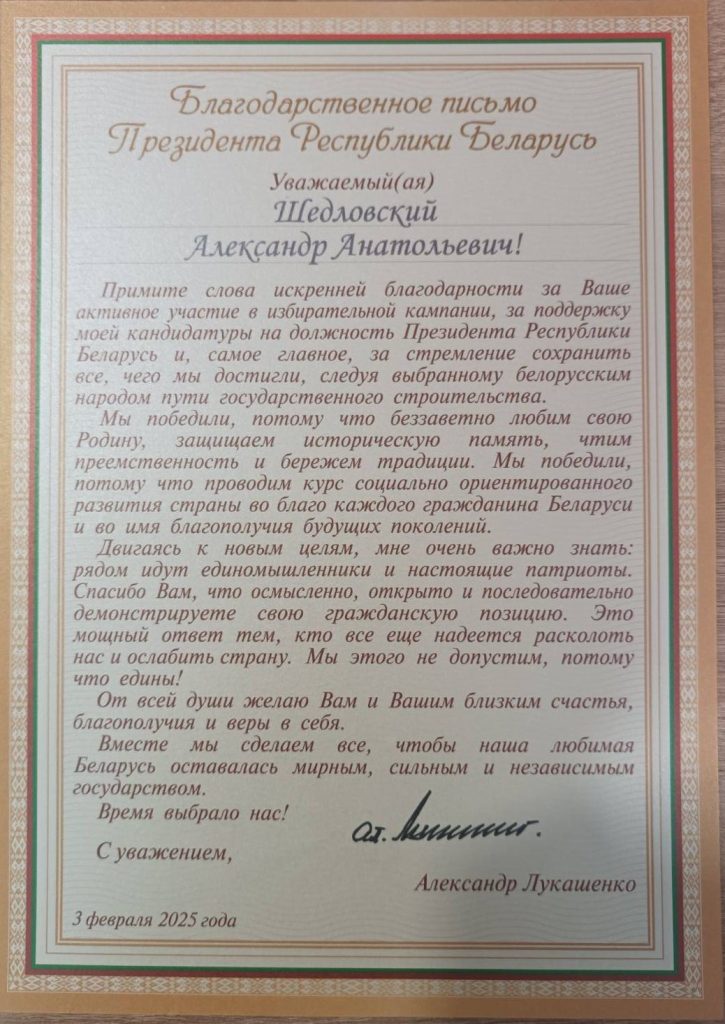 Благодарственное письмо
Президента Республики Беларусь
Уважаемый(ая)
Шедловский
Александр Анатольевич!
Примите слова искренней благодарности за Ваше
активное участие в избирательной кампании, за поддержку
моей кандидатуры на должность Президента Республики
Беларусь и, самое главное, за стремление сохранить
все, чего мы достигли, следуя выбранному белорусским
народом пути государственного строительства.
Мы победили, потому что беззаветно любим свою
Родину, защищаем историческую память, чтим
преемственность и бережем традиции. Мы победили,
потому что проводим курс социально ориентированного
развития страны во благо каждого гражданина Беларуси
и во имя благополучия будущих поколений.
Двигаясь к новым целям, мне очень важно знать:
рядом идут единомышленники и настоящие патриоты.
Спасибо Вам, что осмысленно, открыто и последовательно
демонстрируете свою гражданскую позицию. Это
мощный ответ тем, кто все еще надеется расколоть
нас и ослабить страну. Мы этого не допустим, потому
что едины!
От всей души желаю Вам и Вашим близким счастья,
благополучия и веры в себя.
Вместе мы сделаем все, чтобы наша любимая
Беларусь оставалась мирным, сильным и независимым
государством.
Время выбрало нас!
С уважением,
Александр Лукашенко
3 февраля 2025 года